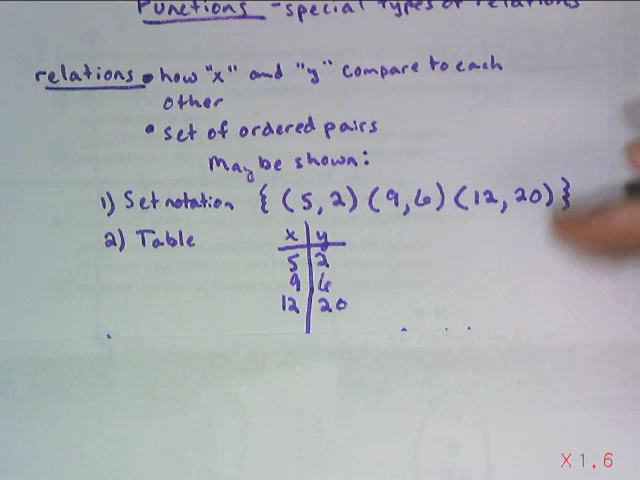 Functions - special types of relations
relations • how "x" and "y" compare to each
other
• set of ordered pairs
May be shown:
1) Set notation { (5, 2) (9, 6) (12, 20) }
2) Table
x | y
5 | 2
9 | 6
12 | 20
X1.6